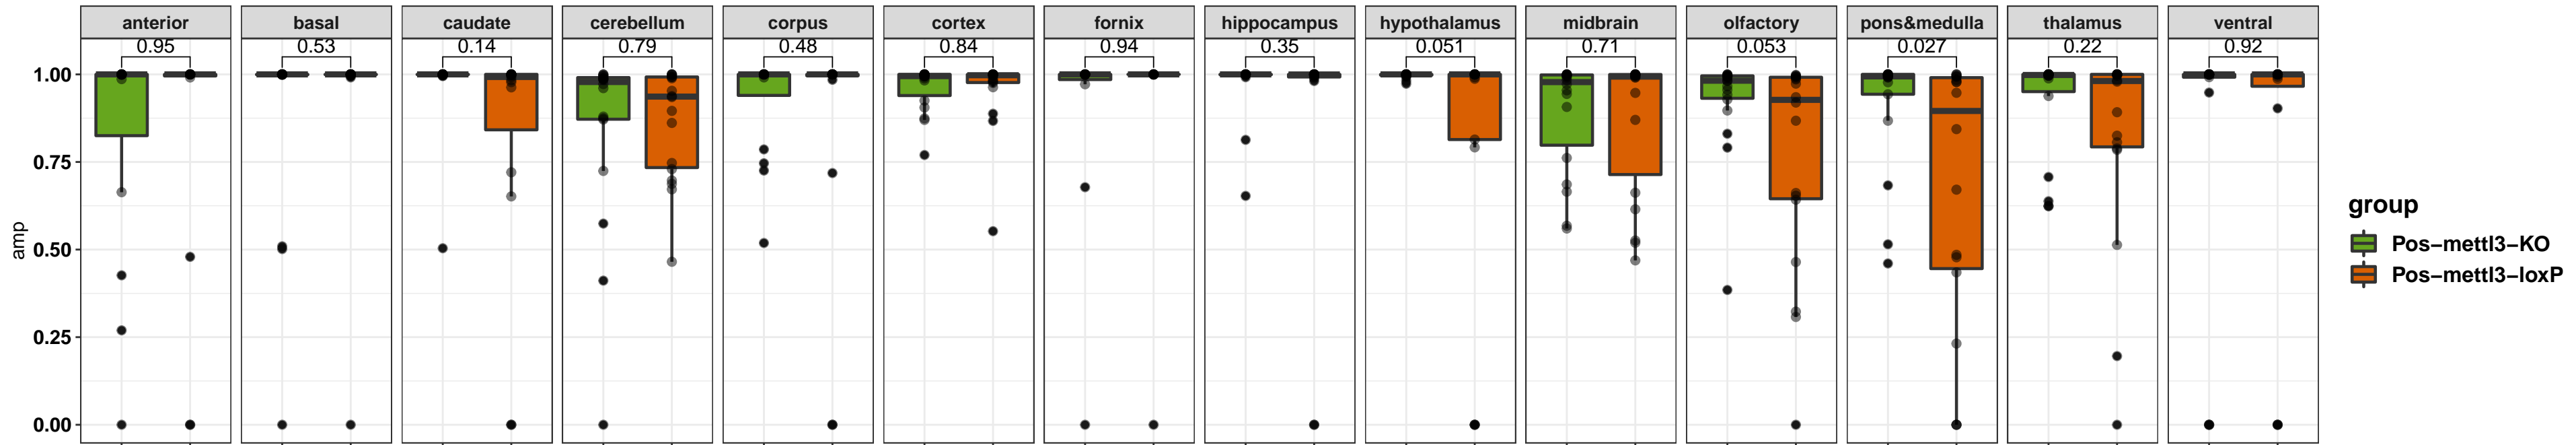 anterior basal caudate cerebellum corpus cortex fornix hippocampus hypothalamus midbrain olfactory pons&medulla thalamus ventral
0.95 0.53 0.14 0.79 0.48 0.84 0.94 0.35 0.051 0.71 0.053 0.027 0.22 0.92
1.00
0.75
0.50
0.25
0.00
amp
group
Pos−mettl3−KO
Pos−mettl3−loxP